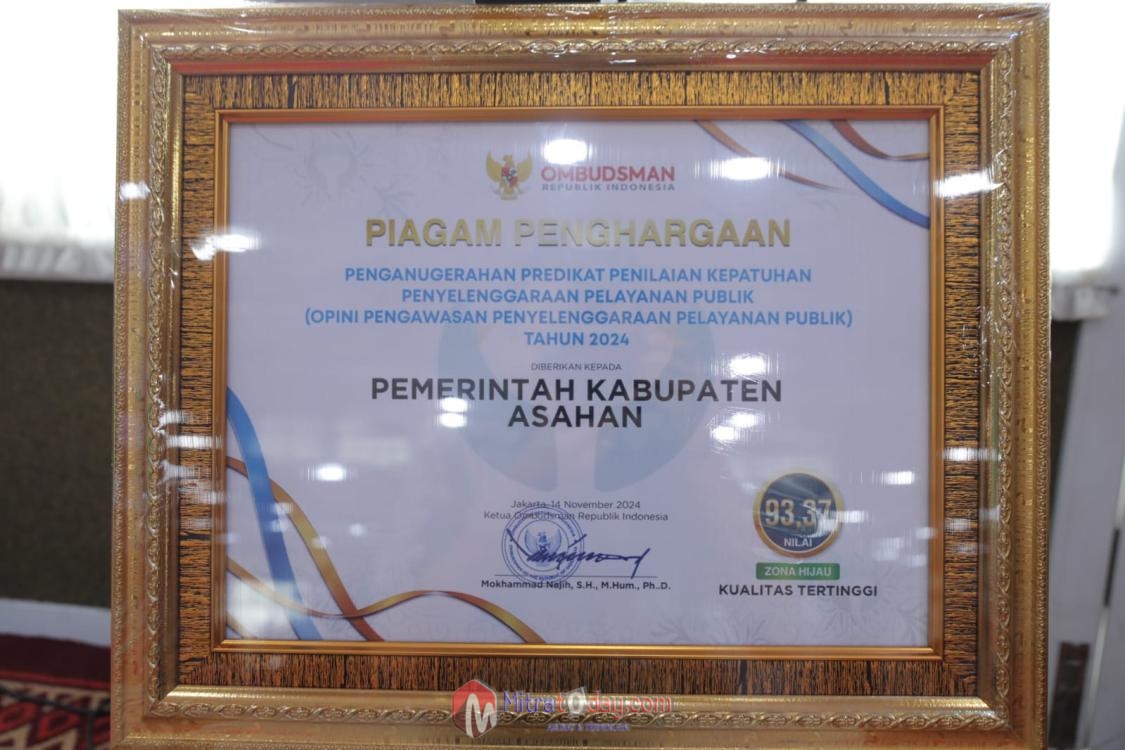 OMBUDSMAN
REPUBLIK INDONESIA
PIAGAM PENGHARGAAN
PENGANUGERAHAN PREDIKAT PENILAIAN KEPATUHAN
PENYELENGGARAAN PELAYANAN PUBLIK
(OPINI PENGAWASAN PENYELENGGARAAN PELAYANAN PUBLIK)
TAHUN 2024
DIBERIKAN KEPADA
PEMERINTAH KABUPATEN
ASAHAN
Jakarta, 14 November 2024
Ketua Ombudsman Republik Indonesia
Mokhammad Najih, S.H., M.Hum., Ph..D.
93,37
NILAI
ZONA HIJAU
KUALITAS TERTINGGI
Mitratoday.com